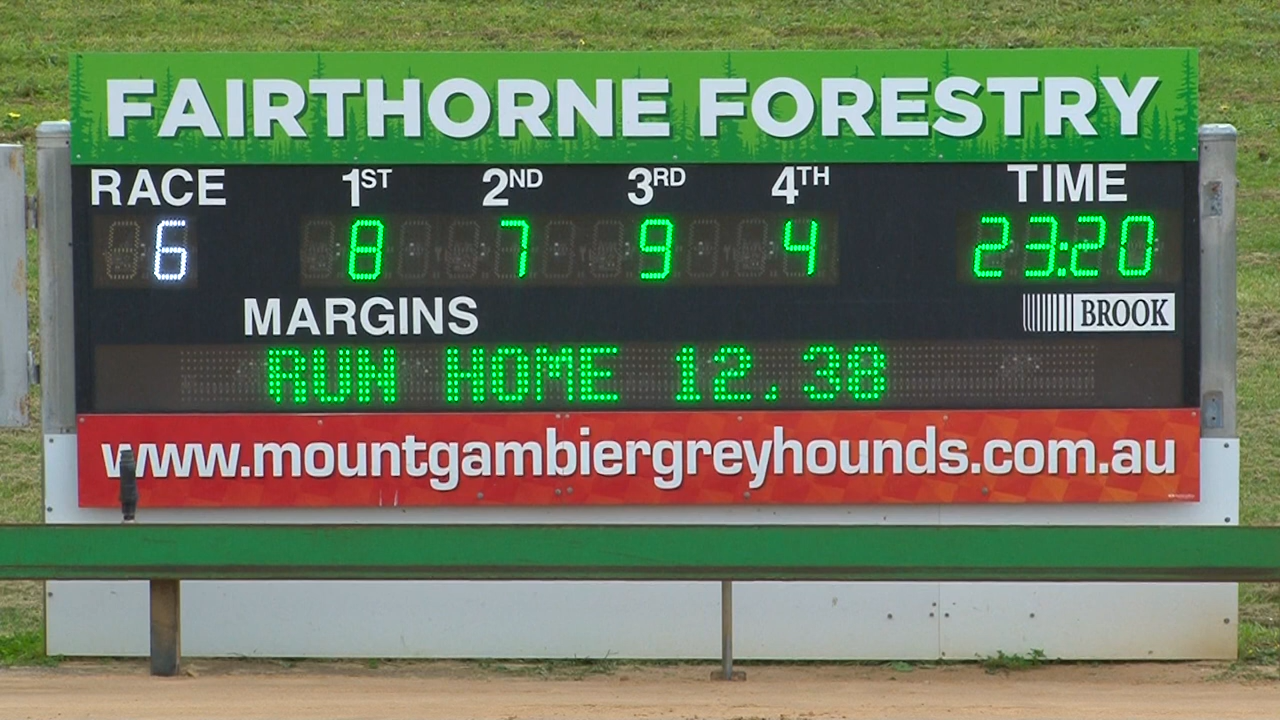 FAIRTHORNE FORESTRY
RACE 1ST 2ND 3RD 4TH TIME
6 8 7 9 4 23:20
MARGINS
BROOK
RUN HOME 12.38
www.mountgambiergreyhounds.com.au